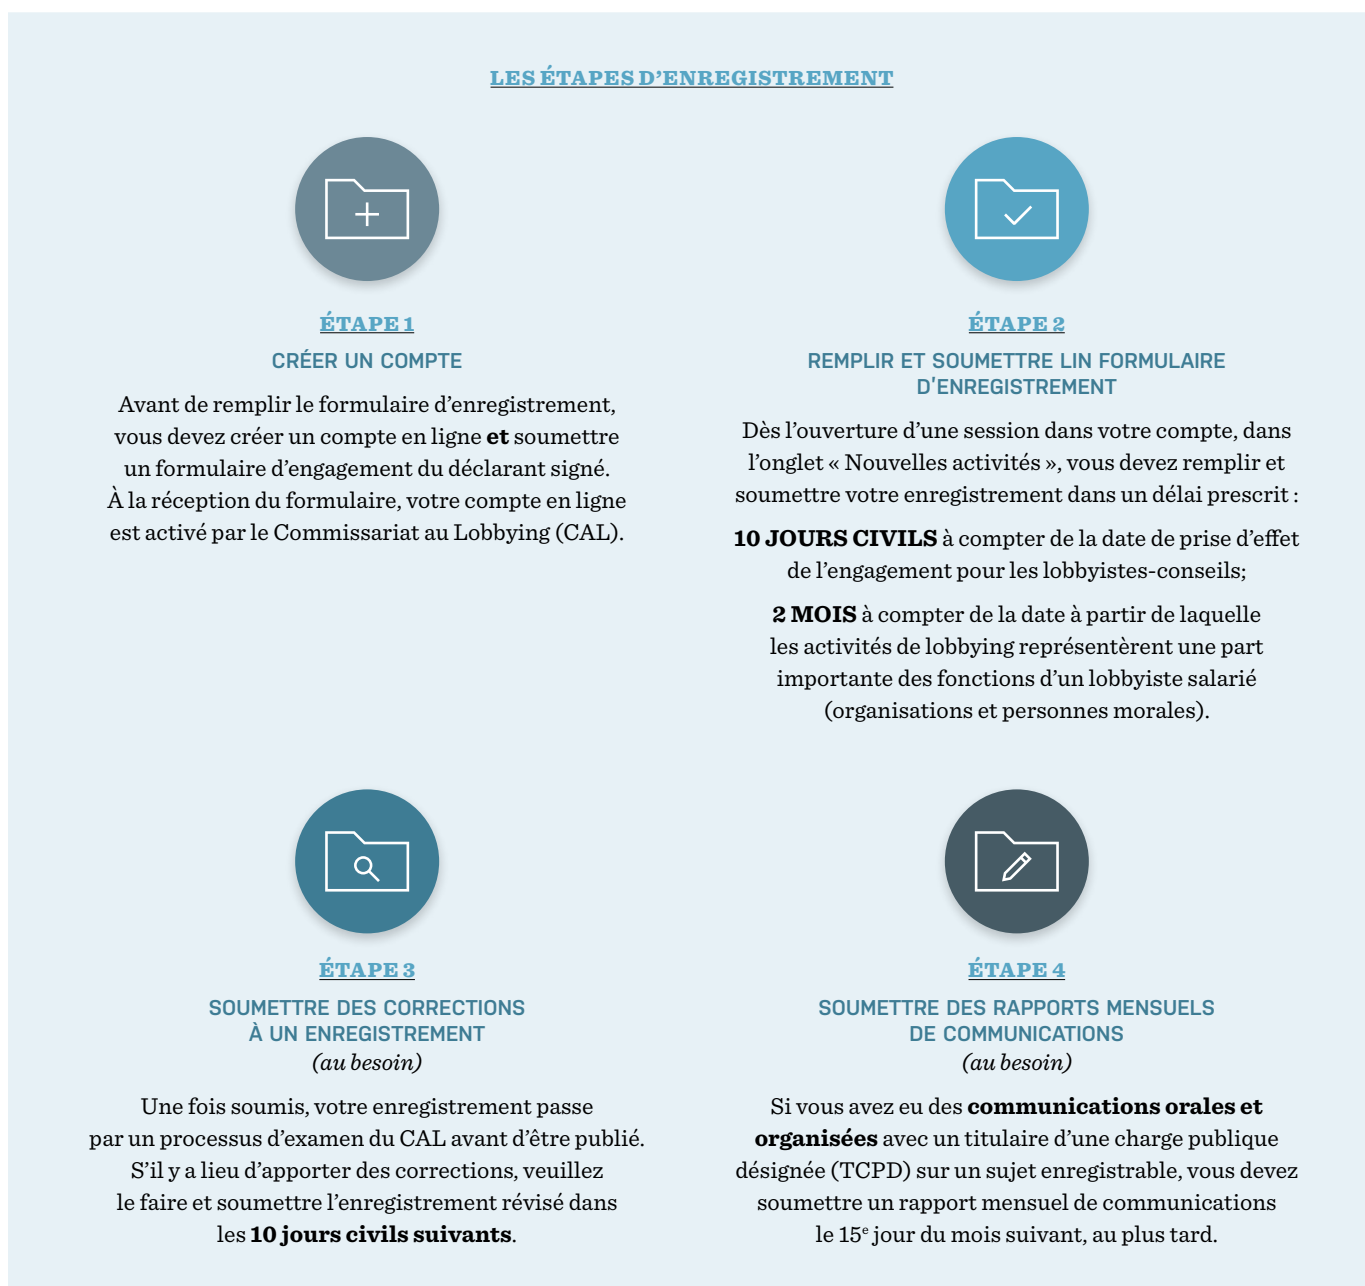 LES ÉTAPES D’ENREGISTREMENT
ÉTAPE 1
CRÉER UN COMPTE
Avant de remplir le formulaire d’enregistrement,
vous devez créer un compte en ligne et soumettre
un formulaire d’engagement du déclarant signé.
À la réception du formulaire, votre compte en ligne
est activé par le Commissariat au Lobbying (CAL).
ÉTAPE 2
REMPLIR ET SOUMETTRE LIN FORMULAIRE
D’ENREGISTREMENT
Dès l’ouverture d’une session dans votre compte, dans
l’onglet « Nouvelles activités », vous devez remplir et
soumettre votre enregistrement dans un délai prescrit :
10 JOURS CIVILS à compter de la date de prise d’effet
de l’engagement pour les lobbyistes-conseils;
2 MOIS à compter de la date à partir de laquelle
les activités de lobbying représentèrent une part
importante des fonctions d’un lobbyiste salarié
(organisations et personnes morales).
ÉTAPE 3
SOUMETTRE DES CORRECTIONS
À UN ENREGISTREMENT
(au besoin)
Une fois soumis, votre enregistrement passe
par un processus d’examen du CAL avant d’être publié.
S’il y a lieu d’apporter des corrections, veuillez
le faire et soumettre l’enregistrement révisé dans
les 10 jours civils suivants.
ÉTAPE 4
SOUMETTRE DES RAPPORTS MENSUELS
DE COMMUNICATIONS
(au besoin)
Si vous avez eu des communications orales et
organisées avec un titulaire d’une charge publique
désignée (TCPD) sur un sujet enregistrable, vous devez
soumettre un rapport mensuel de communications
le 15e jour du mois suivant, au plus tard.